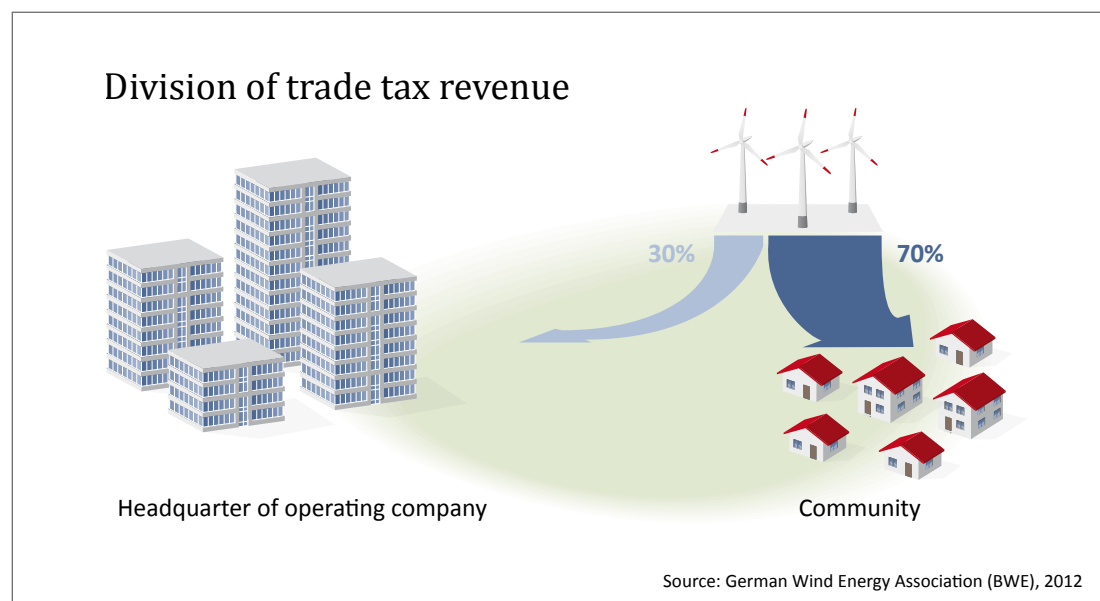 Division of trade tax revenue
30%
70%
Headquarter of operating company
Community
Source: German Wind Energy Association (BWE), 2012